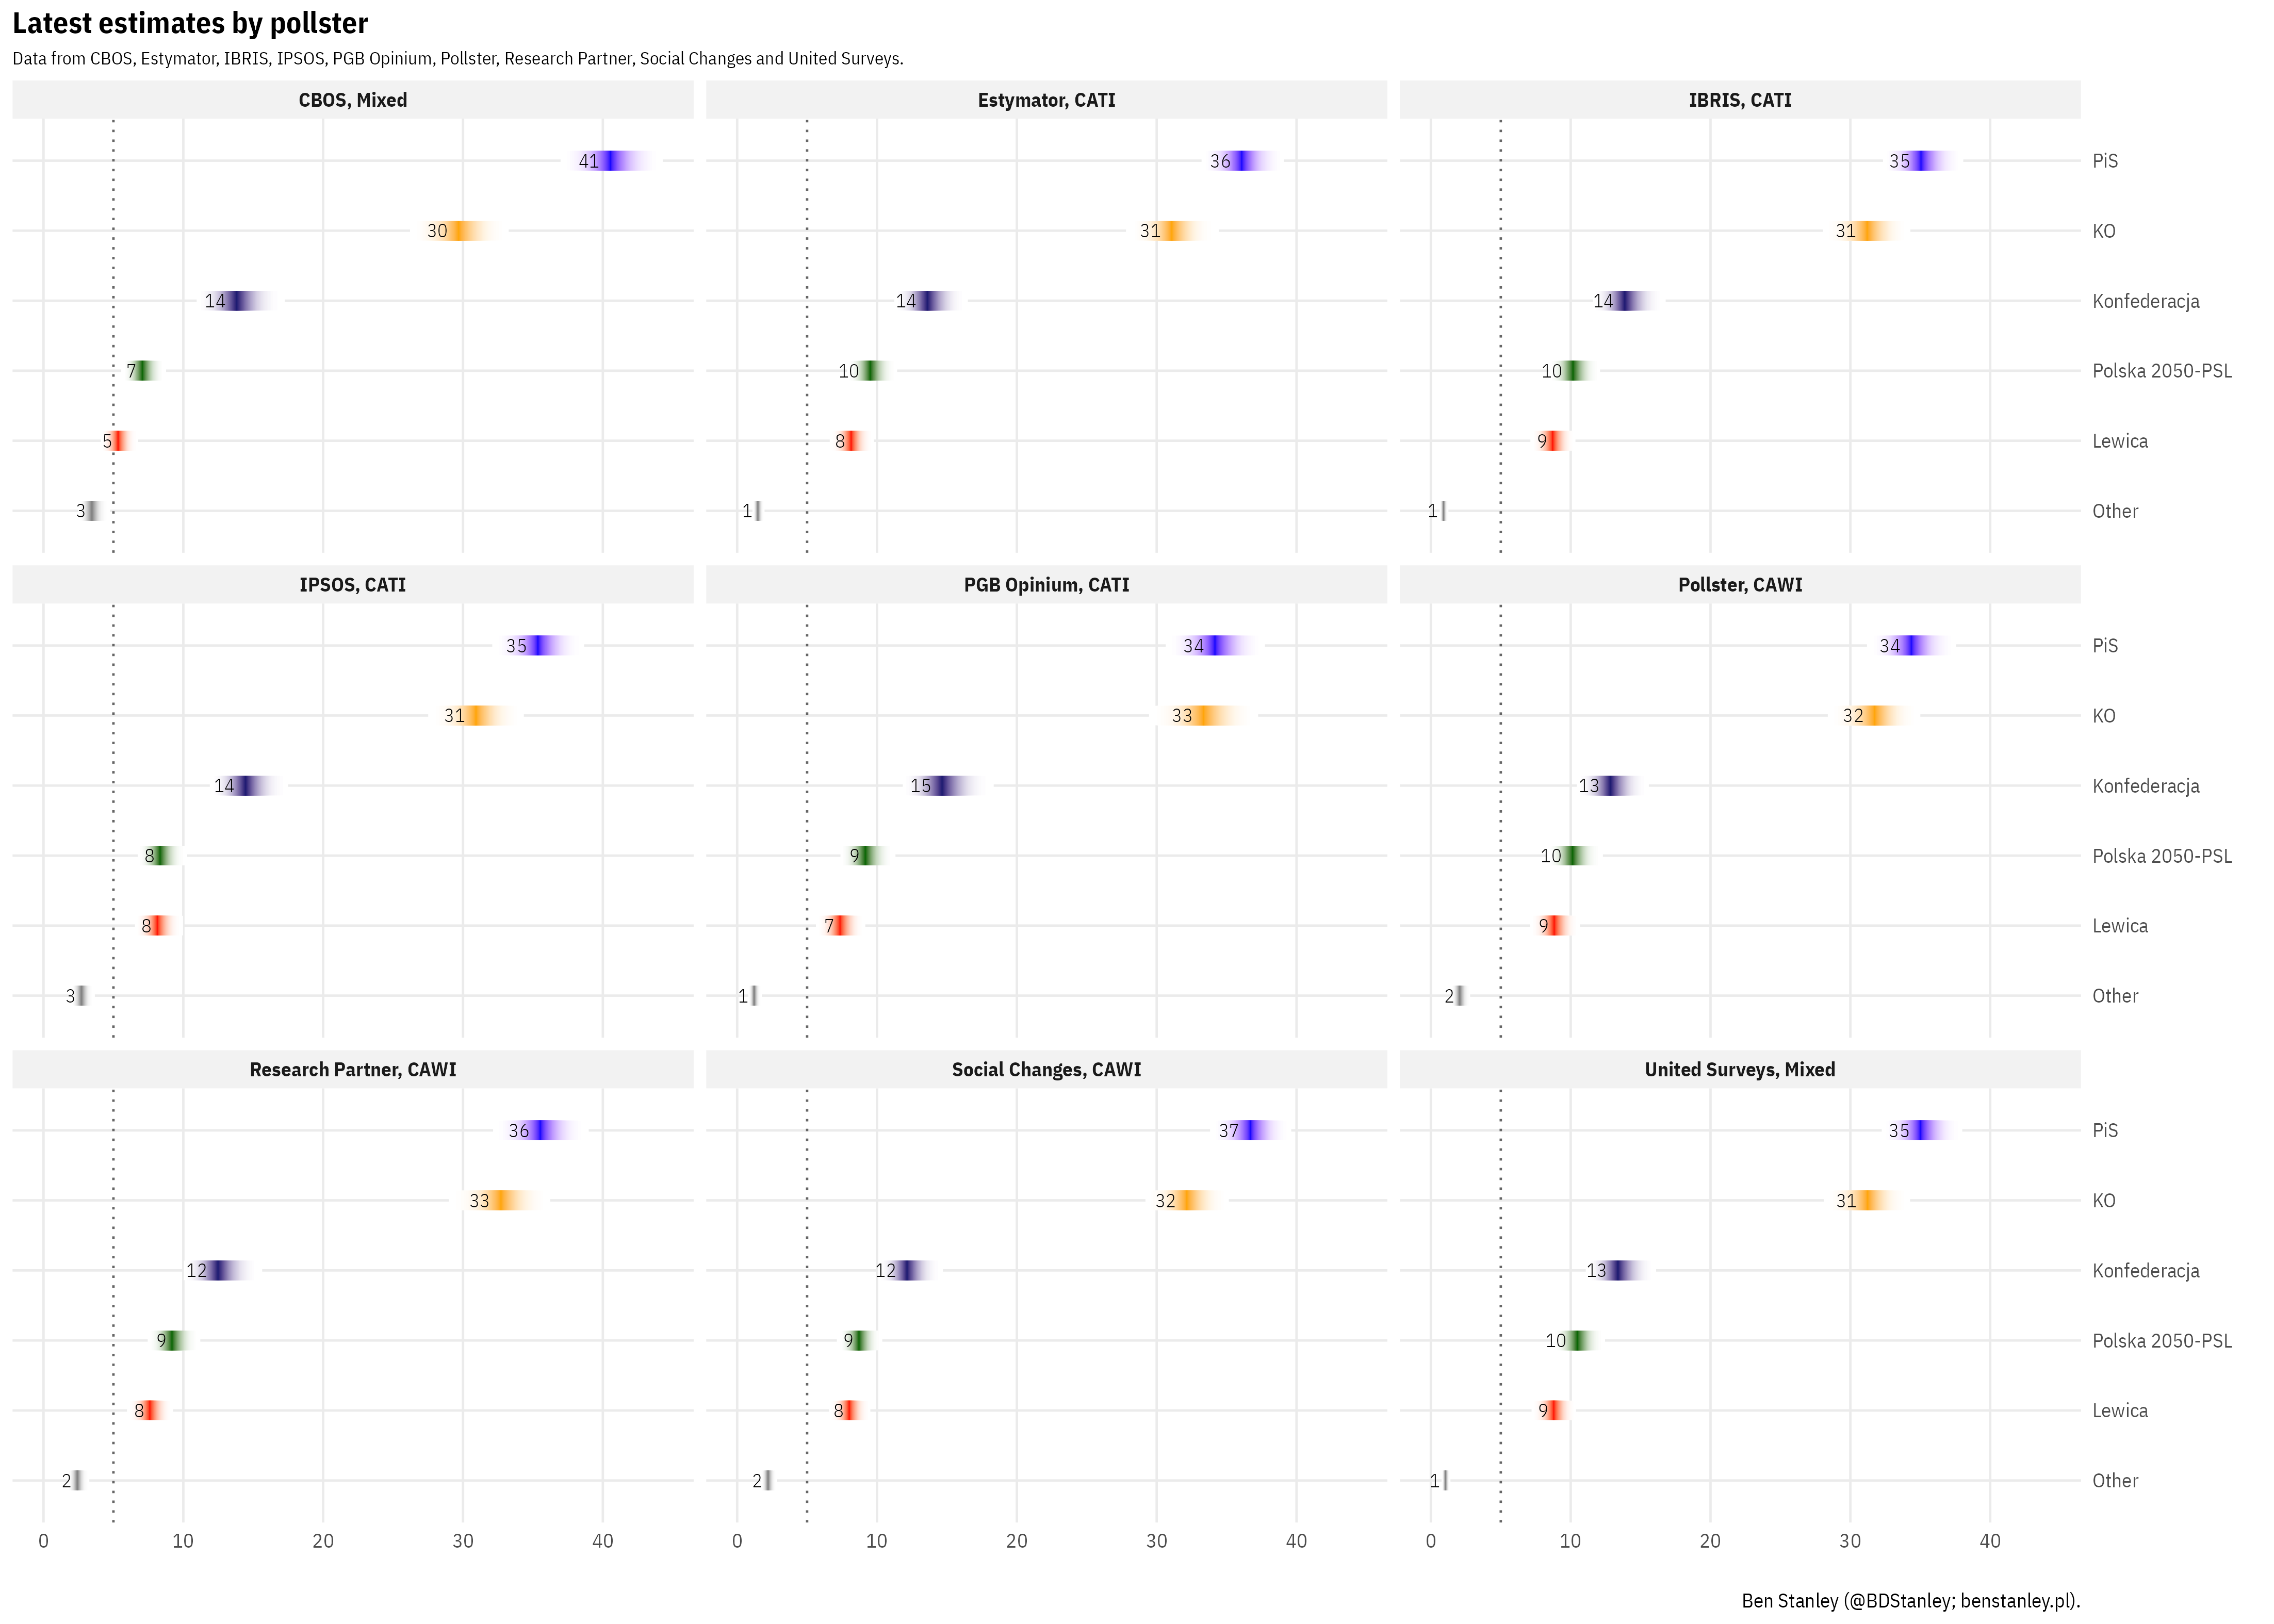 Latest estimates by pollster
Data from CBOS, Estymator, IBRIS, IPSOS, PGB Opinium, Pollster, Research Partner, Social Changes and United Surveys.
CBOS, Mixed Estymator, CATI IBRIS, CATI
41 36 35 PiS
30 31 31 KO
14 14 14 Konfederacja
7 10 10 Polska 2050-PSL
5 8 9 Lewica
3 1 1 Other
IPSOS, CATI PGB Opinium, CATI Pollster, CAWI
35 34 34 PiS
31 33 32 KO
14 15 13 Konfederacja
8 9 10 Polska 2050-PSL
8 7 9 Lewica
3 1 2 Other
Research Partner, CAWI Social Changes, CAWI United Surveys, Mixed
36 37 35 PiS
33 32 31 KO
12 12 13 Konfederacja
9 9 10 Polska 2050-PSL
8 8 9 Lewica
2 2 1 Other
0 10 20 30 40 0 10 20 30 40 0 10 20 30 40
Ben Stanley (@BDStanley; benstanley.pl).